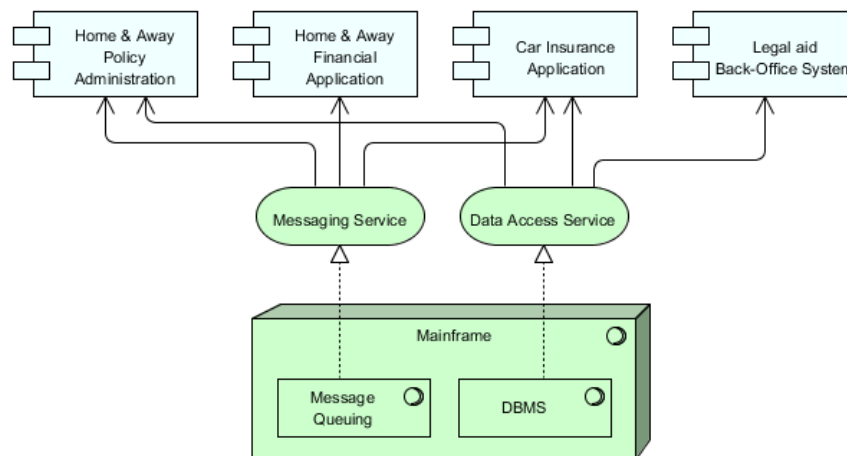 Home & Away
Policy
Administration
Home & Away
Financial
Application
Car Insurance
Application
Legal aid
Back-Office System
Messaging Service
Data Access Service
Mainframe
Message
Queuing
DBMS